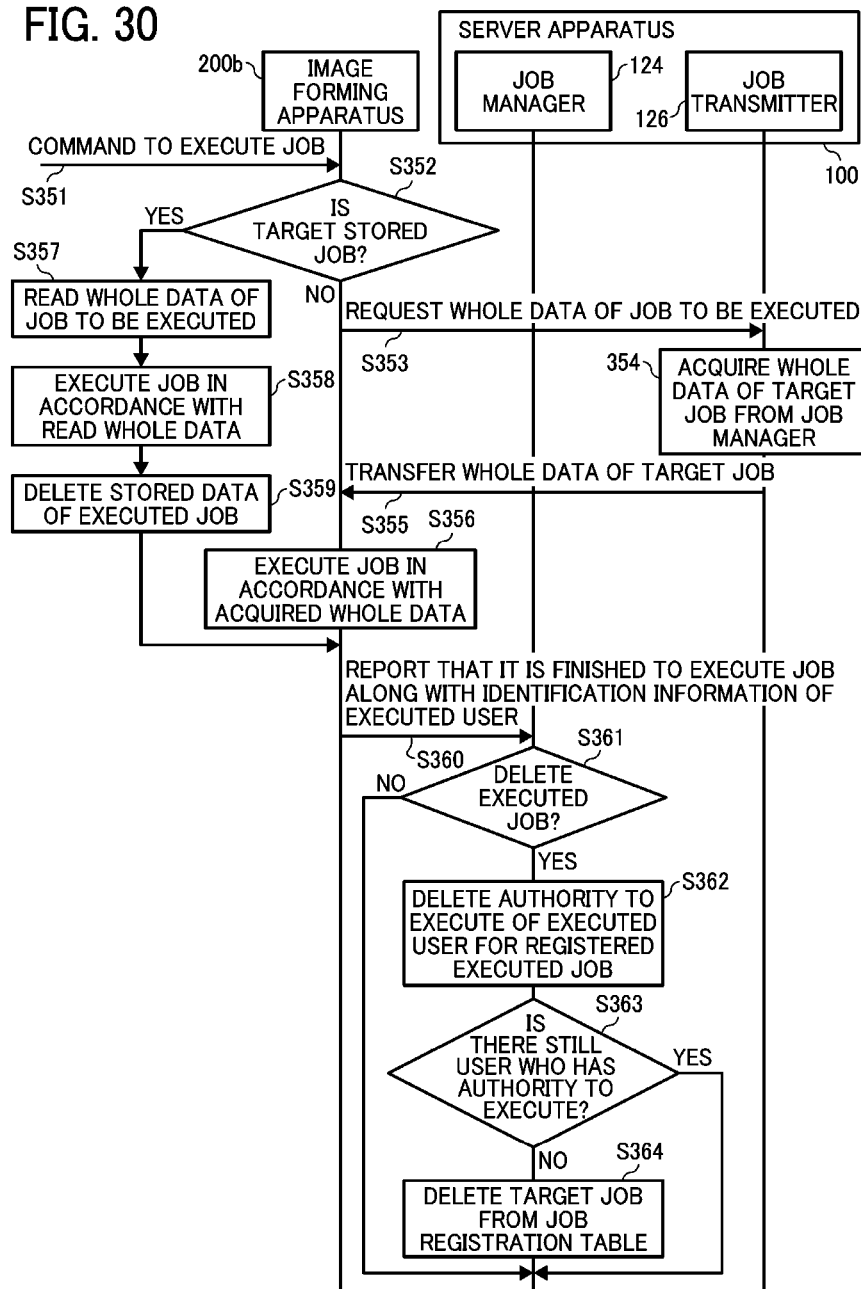 FIG. 30
SERVER APPARATUS
200b
IMAGE
FORMING
APPARATUS
JOB
MANAGER
124
JOB
TRANSMITTER
126
100
COMMAND TO EXECUTE JOB
S351
S352
IS
TARGET STORED
JOB?
YES
NO
S357
READ WHOLE DATA OF
JOB TO BE EXECUTED
REQUEST WHOLE DATA OF JOB TO BE EXECUTED
S353
354
ACQUIRE WHOLE
DATA OF TARGET
JOB FROM JOB
MANAGER
S358
EXECUTE JOB IN
ACCORDANCE WITH
READ WHOLE DATA
TRANSFER WHOLE DATA OF TARGET JOB
S355
S359
DELETE STORED DATA
OF EXECUTED JOB
S356
EXECUTE JOB IN
ACCORDANCE WITH
ACQUIRED WHOLE DATA
REPORT THAT IT IS FINISHED TO EXECUTE JOB
ALONG WITH IDENTIFICATION INFORMATION OF
EXECUTED USER
S360
S361
DELETE
EXECUTED
JOB?
NO
YES
S362
DELETE AUTHORITY TO
EXECUTE OF EXECUTED
USER FOR REGISTERED
EXECUTED JOB
S363
IS
THERE STILL
USER WHO HAS
AUTHORITY TO
EXECUTE?
YES
NO
S364
DELETE TARGET JOB
FROM JOB
REGISTRATION TABLE